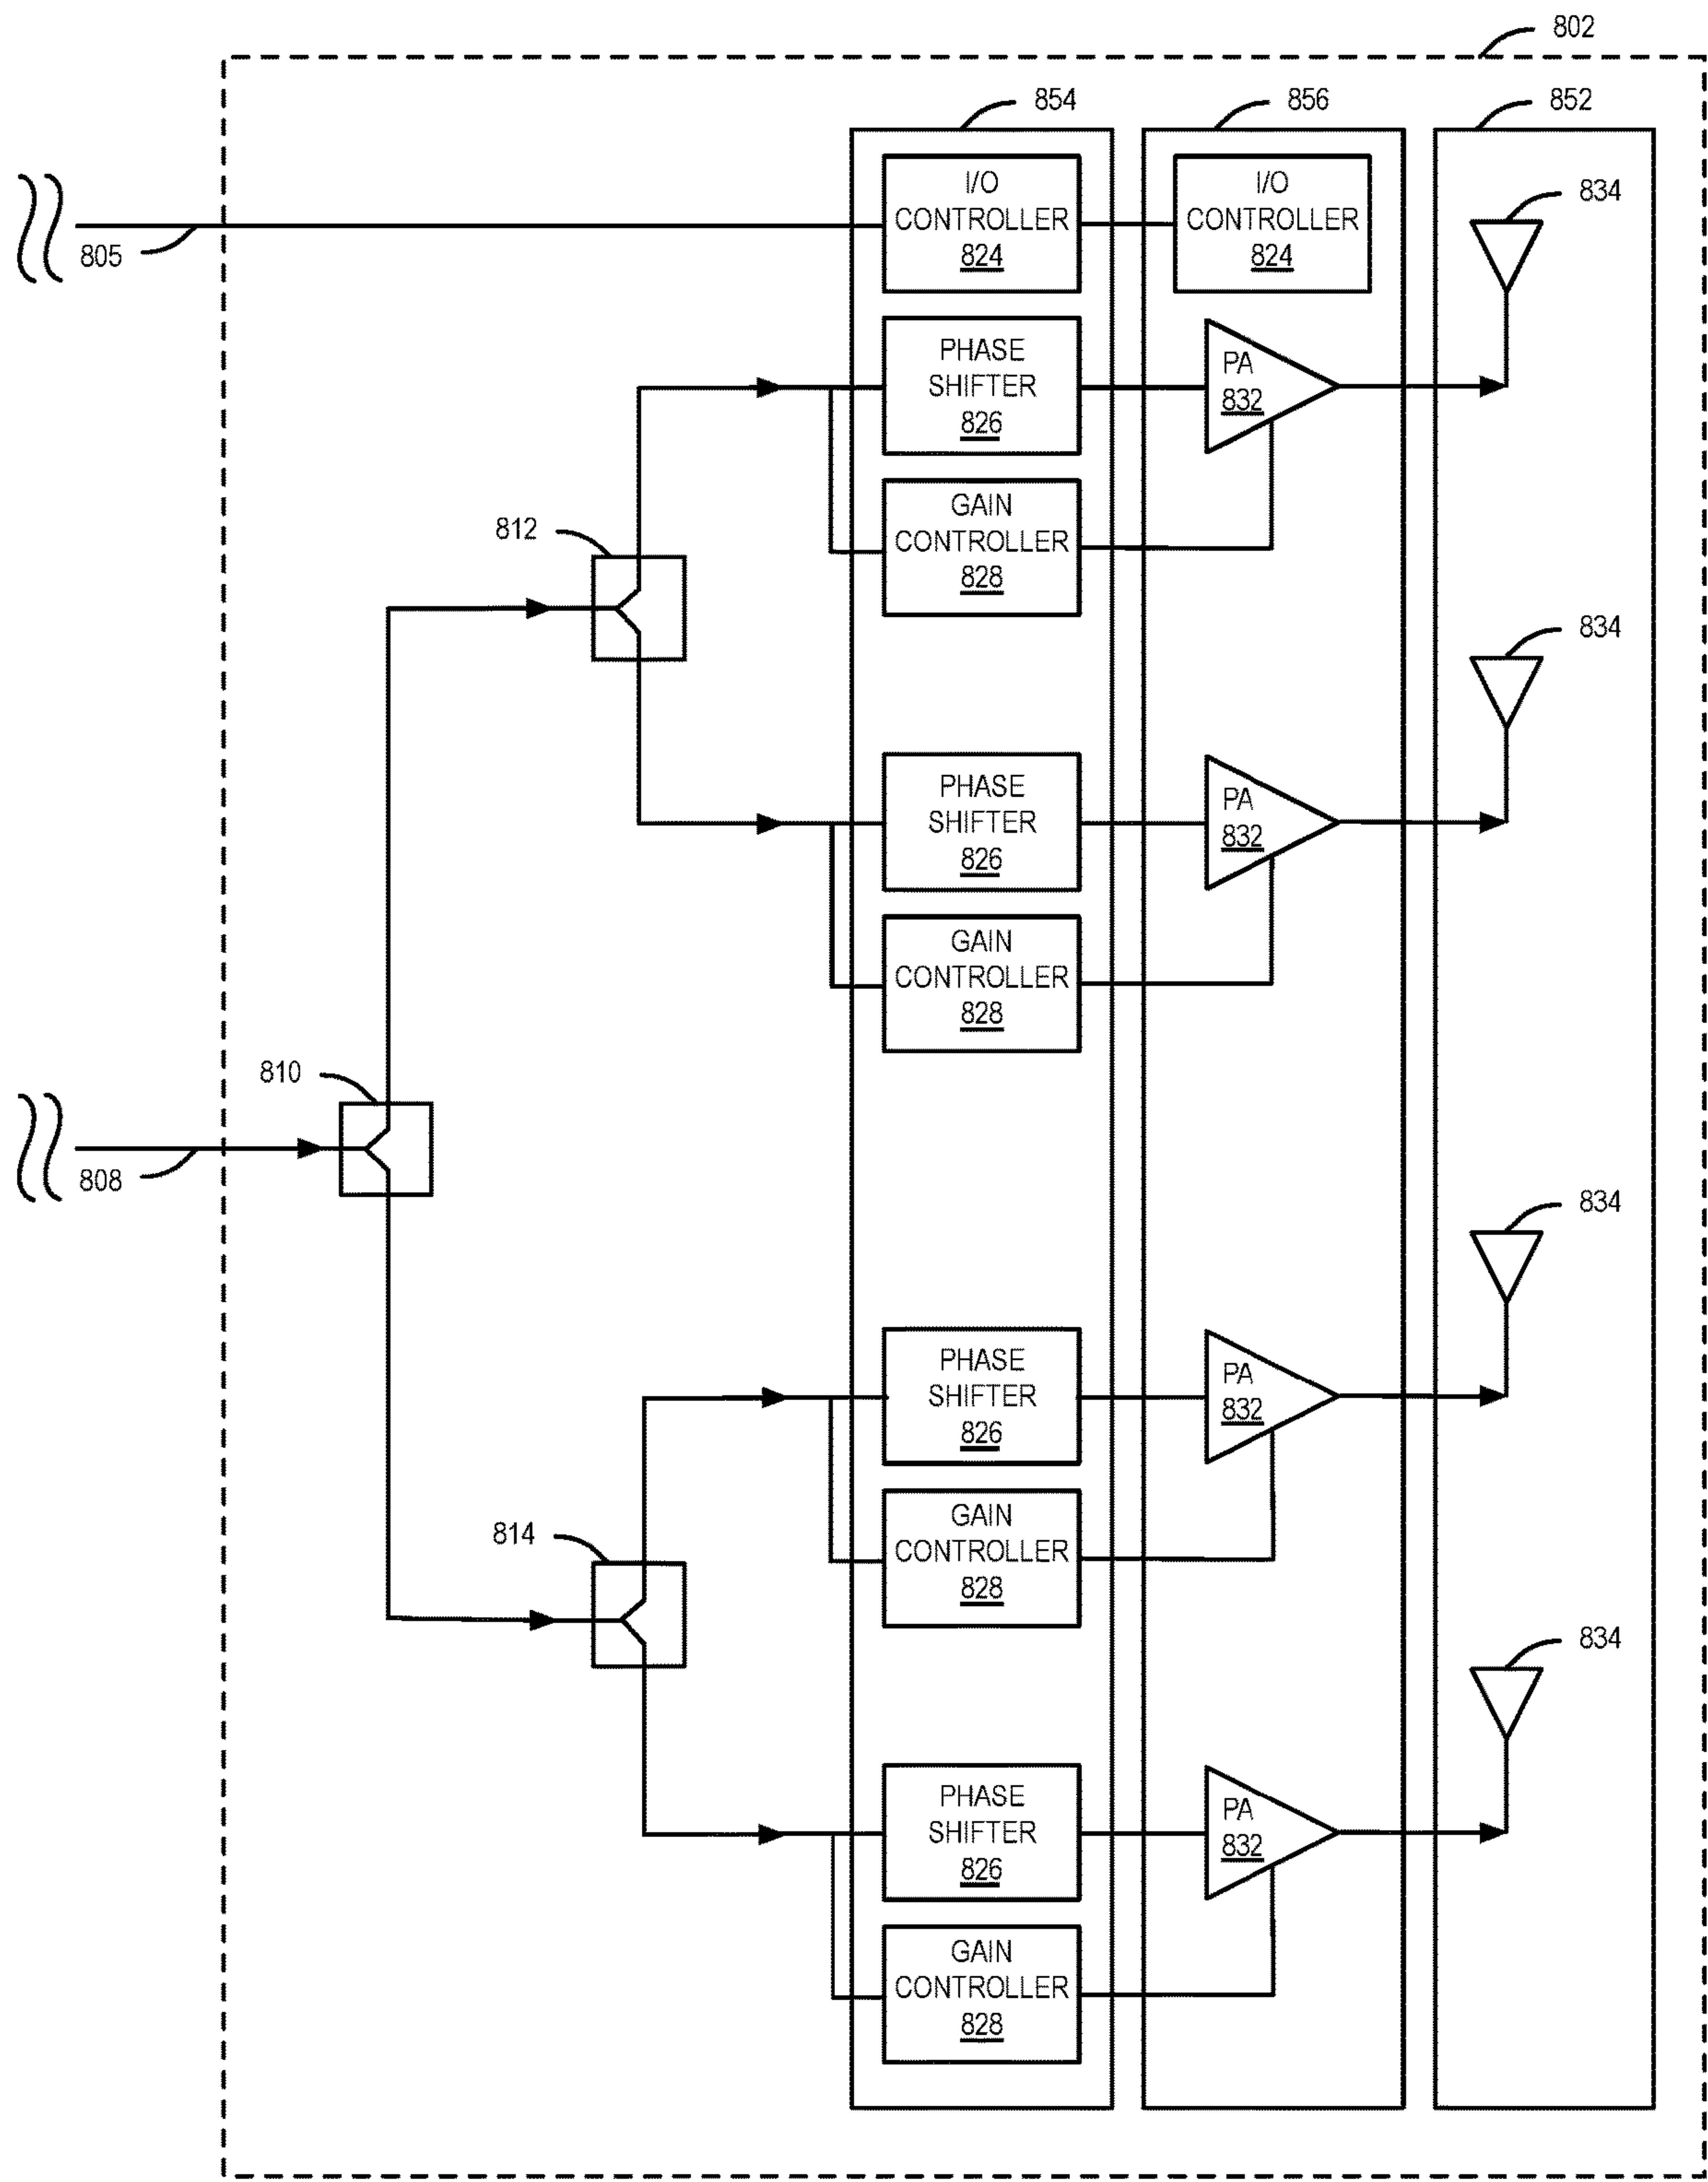 802
854
856
852
I/O
CONTROLLER
824
I/O
CONTROLLER
824
834
805
PHASE
SHIFTER
826
PA
832
GAIN
CONTROLLER
828
812
834
PHASE
SHIFTER
826
PA
832
GAIN
CONTROLLER
828
810
808
834
PHASE
SHIFTER
826
PA
832
GAIN
CONTROLLER
828
814
834
PHASE
SHIFTER
826
PA
832
GAIN
CONTROLLER
828